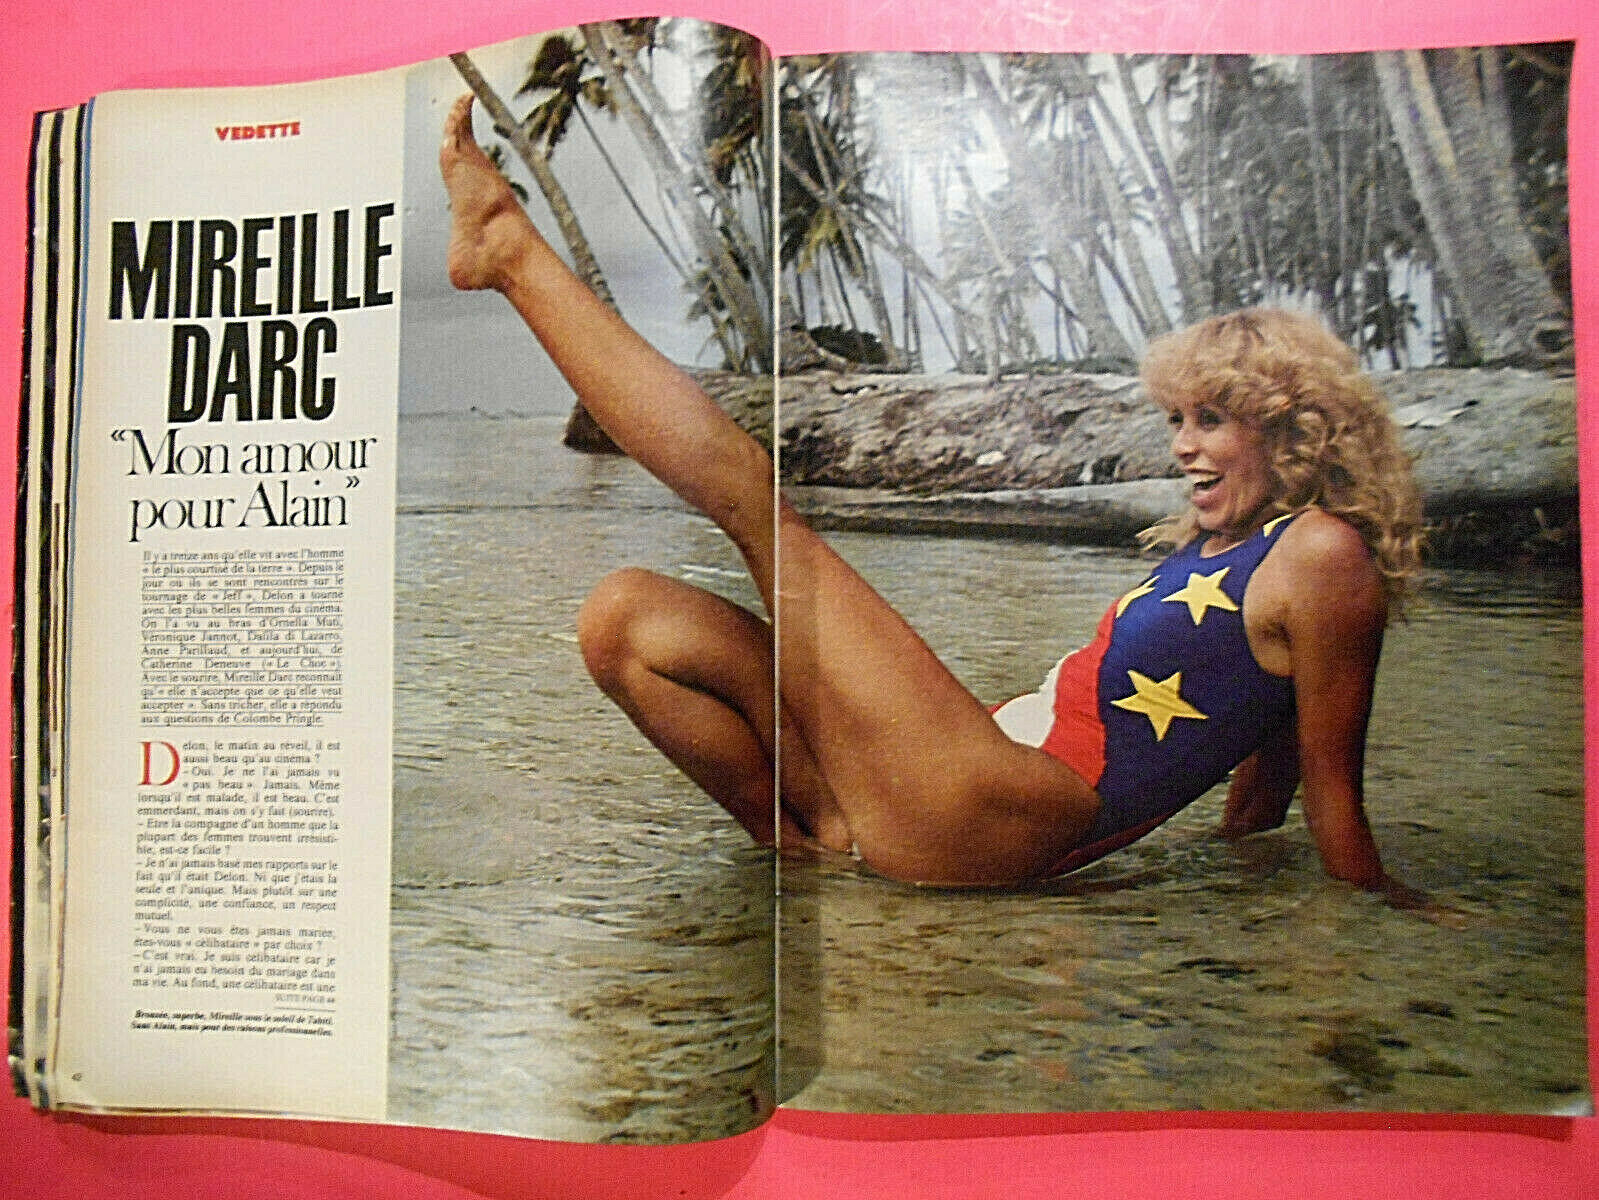 VEDETTE
MIREILLE
DARC
“Mon amour
pour Alain”
Il y a treize ans qu'elle vit avec l'homme
« le plus courtisé de la terre ». Depuis le
jour où ils se sont rencontrés sur le
tournage de « Jeff », Delon a tourné
avec les plus belles femmes du cinéma.
On l'a vu au bras d'Ornella Muti,
Véronique Jannot, Dalila di Lazarro,
Anne Parillaud, et aujourd'hui, de
Catherine Deneuve (« Le Choc »).
Avec le sourire, Mireille Darc reconnaît
qu'« elle n'accepte que ce qu'elle veut
accepter ». Sans tricher, elle a répondu
aux questions de Colombe Pringle.
Delon, le matin au réveil, il est
aussi beau qu'au cinéma ?
– Oui. Je ne l'ai jamais vu
« pas beau ». Jamais. Même
lorsqu'il est malade, il est beau. C'est
emmerdant, mais on s'y fait (sourire).
– Etre la compagne d'un homme que la
plupart des femmes trouvent irrésisti-
ble, est-ce facile ?
– Je n'ai jamais basé mes rapports sur le
fait qu'il était Delon. Ni que j'étais la
seule et l'unique. Mais plutôt sur une
complicité, une confiance, un respect
mutuel.
– Vous ne vous êtes jamais mariée,
êtes-vous « célibataire » par choix ?
– C'est vrai. Je suis célibataire car je
n'ai jamais eu besoin du mariage dans
ma vie. Au fond, une célibataire est une
SUITE PAGE
Bronzée, superbe, Mireille sous le soleil de Tahiti.
Sans Alain, mais pour des raisons professionnelles.
42